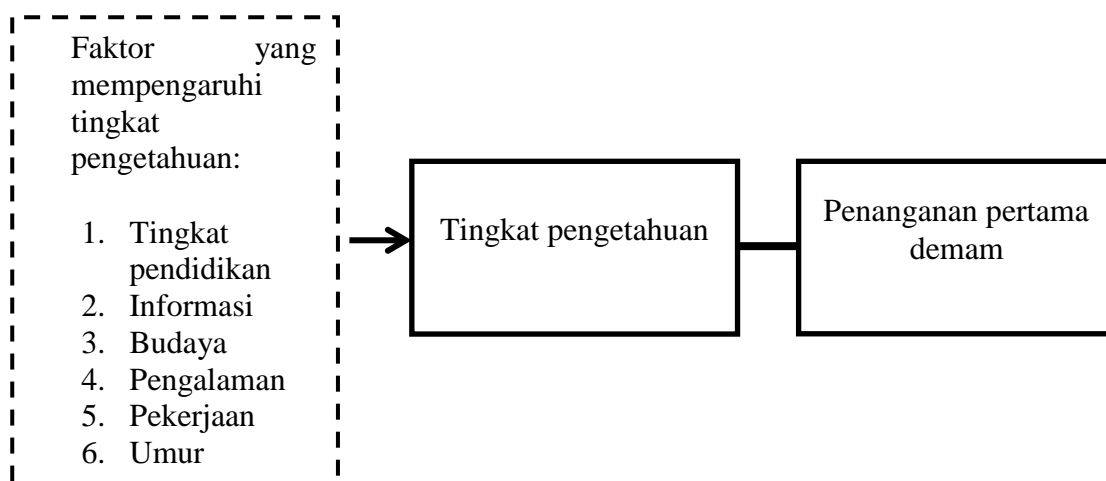 Faktor yang
mempengaruhi
tingkat
pengetahuan:
1. Tingkat
pendidikan
2. Informasi
3. Budaya
4. Pengalaman
5. Pekerjaan
6. Umur
Tingkat pengetahuan
Penanganan pertama
demam